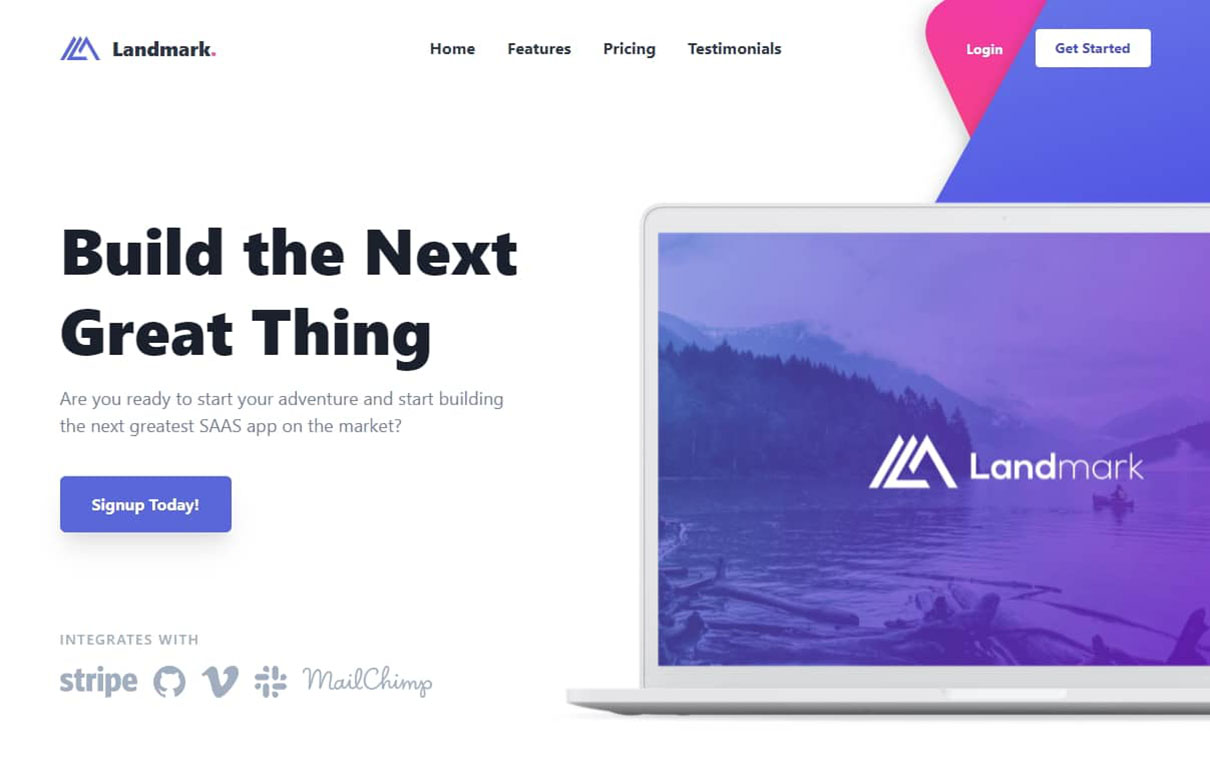 Landmark.
Home
Features
Pricing
Testimonials
Login
Get Started
Build the Next
Great Thing
Are you ready to start your adventure and start building
the next greatest SAAS app on the market?
Signup Today!
Landmark
INTEGRATES WITH
stripe
MailChimp